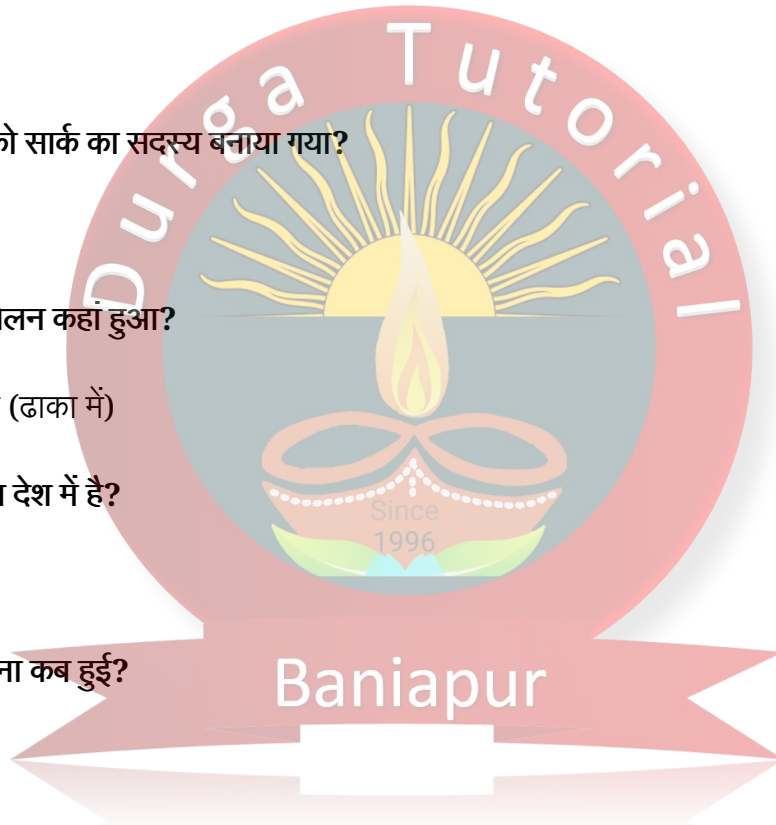 Durga Tutorial
को सार्क का सदस्य बनाया गया?
लन कहां हुआ?
(ढाका में)
देश में है?
Since
1996
ना कब हुई?
Baniapur